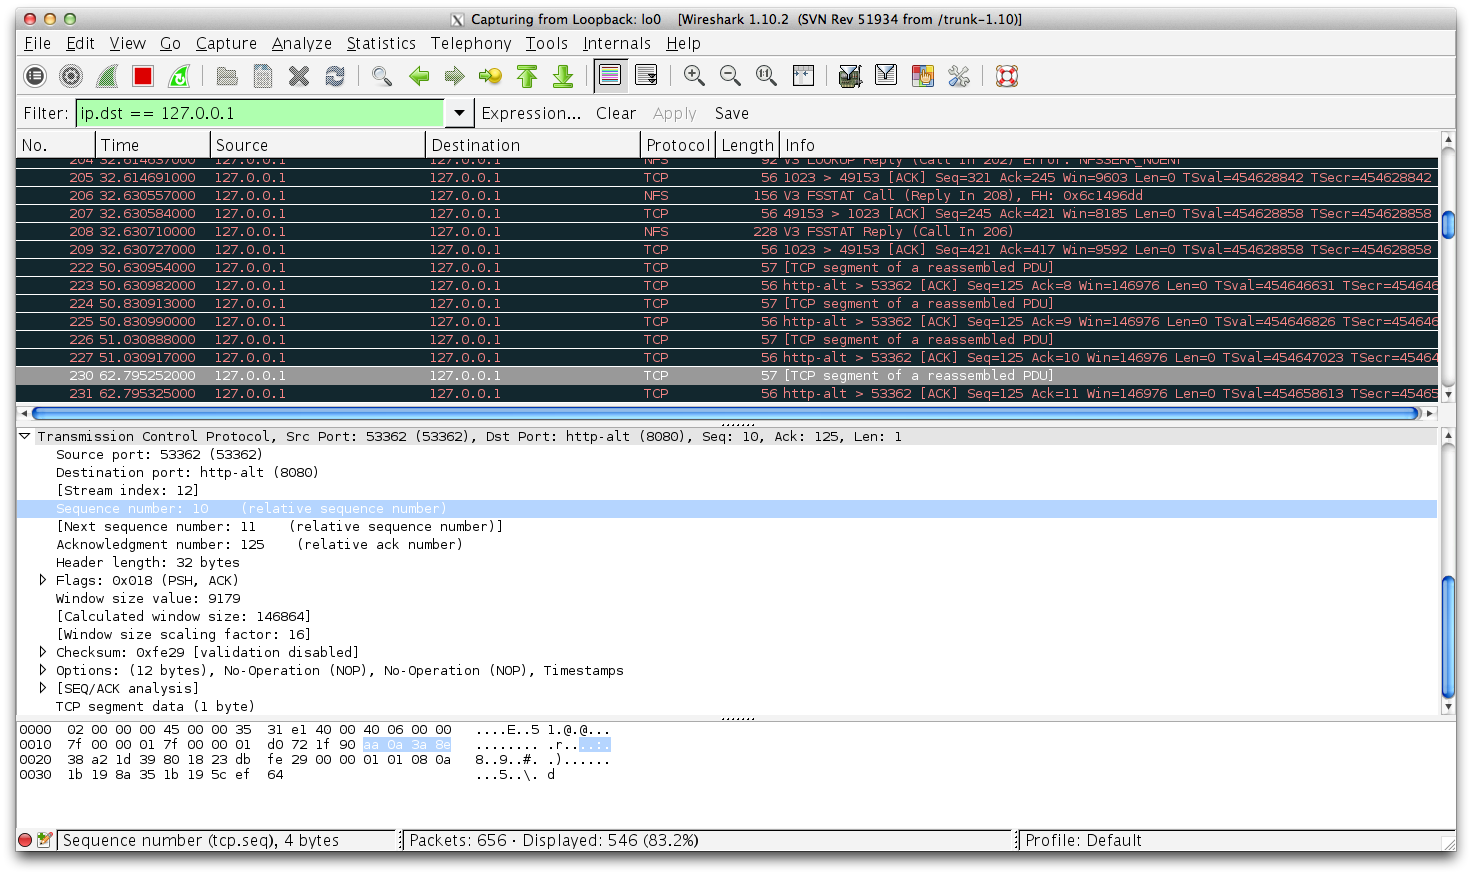 Capturing from Loopback: lo0    [Wireshark 1.10.2  (SVN Rev 51934 from /trunk-1.10)]
File Edit View Go Capture Analyze Statistics Telephony Tools Internals Help
Filter: ip.dst == 127.0.0.1 Expression... Clear Apply Save
No. Time Source Destination Protocol Length Info
204 32.614637000 127.0.0.1 127.0.0.1 NFS 92 V3 LOOKUP Reply (Call In 202) Error: NFS3ERR_NOENT
205 32.614691000 127.0.0.1 127.0.0.1 TCP 56 1023 > 49153 [ACK] Seq=321 Ack=245 Win=9603 Len=0 TSval=454628842 TSecr=454628842
206 32.630557000 127.0.0.1 127.0.0.1 NFS 156 V3 FSSTAT Call (Reply In 208), FH: 0x6c1496dd
207 32.630584000 127.0.0.1 127.0.0.1 TCP 56 49153 > 1023 [ACK] Seq=245 Ack=421 Win=8185 Len=0 TSval=454628858 TSecr=454628858
208 32.630710000 127.0.0.1 127.0.0.1 NFS 228 V3 FSSTAT Reply (Call In 206)
209 32.630727000 127.0.0.1 127.0.0.1 TCP 56 1023 > 49153 [ACK] Seq=421 Ack=417 Win=9592 Len=0 TSval=454628858 TSecr=454628858
222 50.630954000 127.0.0.1 127.0.0.1 TCP 57 [TCP segment of a reassembled PDU]
223 50.630982000 127.0.0.1 127.0.0.1 TCP 56 http-alt > 53362 [ACK] Seq=125 Ack=8 Win=146976 Len=0 TSval=454646631 TSecr=454646
224 50.830913000 127.0.0.1 127.0.0.1 TCP 57 [TCP segment of a reassembled PDU]
225 50.830990000 127.0.0.1 127.0.0.1 TCP 56 http-alt > 53362 [ACK] Seq=125 Ack=9 Win=146976 Len=0 TSval=454646826 TSecr=454646
226 51.030888000 127.0.0.1 127.0.0.1 TCP 57 [TCP segment of a reassembled PDU]
227 51.030917000 127.0.0.1 127.0.0.1 TCP 56 http-alt > 53362 [ACK] Seq=125 Ack=10 Win=146976 Len=0 TSval=454647023 TSecr=45464
230 62.795252000 127.0.0.1 127.0.0.1 TCP 57 [TCP segment of a reassembled PDU]
231 62.795325000 127.0.0.1 127.0.0.1 TCP 56 http-alt > 53362 [ACK] Seq=125 Ack=11 Win=146976 Len=0 TSval=454658613 TSecr=45465
Transmission Control Protocol, Src Port: 53362 (53362), Dst Port: http-alt (8080), Seq: 10, Ack: 125, Len: 1
Source port: 53362 (53362)
Destination port: http-alt (8080)
[Stream index: 12]
Sequence number: 10    (relative sequence number)
[Next sequence number: 11    (relative sequence number)]
Acknowledgment number: 125    (relative ack number)
Header length: 32 bytes
Flags: 0x018 (PSH, ACK)
Window size value: 9179
[Calculated window size: 146864]
[Window size scaling factor: 16]
Checksum: 0xfe29 [validation disabled]
Options: (12 bytes), No-Operation (NOP), No-Operation (NOP), Timestamps
[SEQ/ACK analysis]
TCP segment data (1 byte)
0000  02 00 00 00 45 00 00 35  31 e1 40 00 40 06 00 00   ....E..5 1.@.@...
0010  7f 00 00 01 7f 00 00 01  d0 72 1f 90 aa 0a 3a 8e   ........ .r....:.
0020  38 a2 1d 39 80 18 23 db  fe 29 00 00 01 01 08 0a   8..9..#. .)......
0030  1b 19 8a 35 1b 19 5c ef  64   ...5..\. d
Sequence number (tcp.seq), 4 bytes Packets: 656 · Displayed: 546 (83.2%) Profile: Default